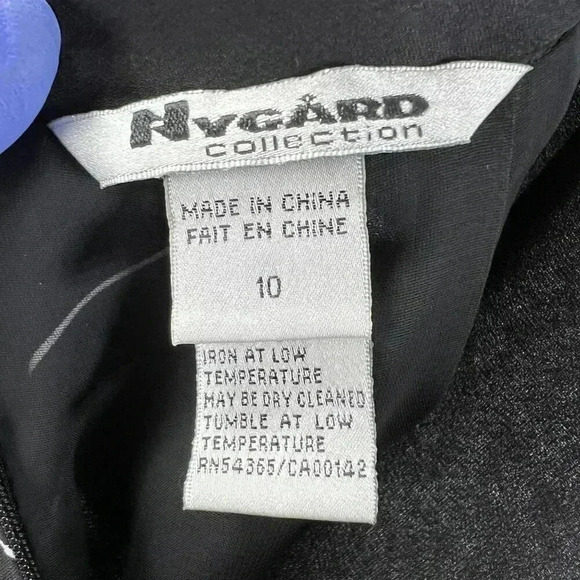 NYGÅRD
collection
MADE IN CHINA
FAIT EN CHINE
10
IRON AT LOW
TEMPERATURE
MAY BE DRY CLEANED
TUMBLE AT LOW
TEMPERATURE
RN54365/CA00142